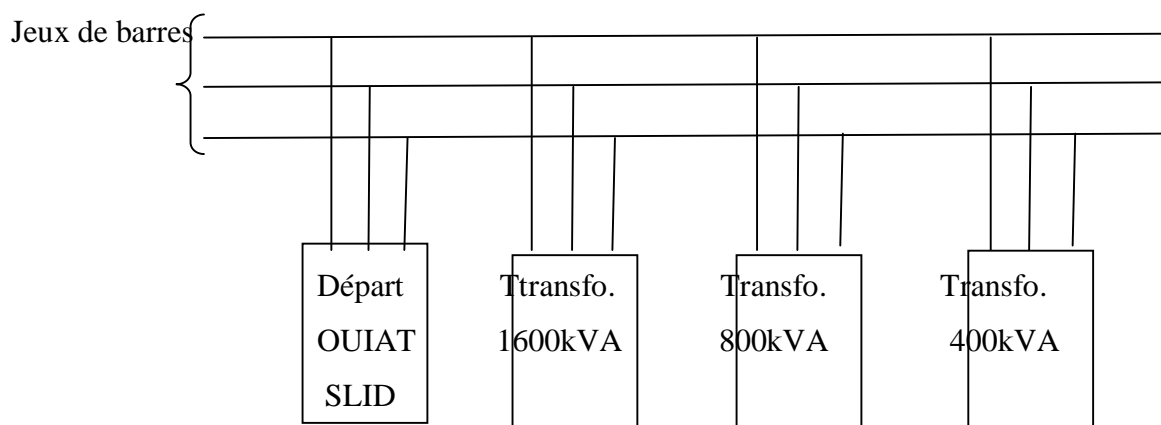 Jeux de barres
Départ
OUIAT
SLID
Ttransfo.
1600kVA
Transfo.
800kVA
Transfo.
400kVA